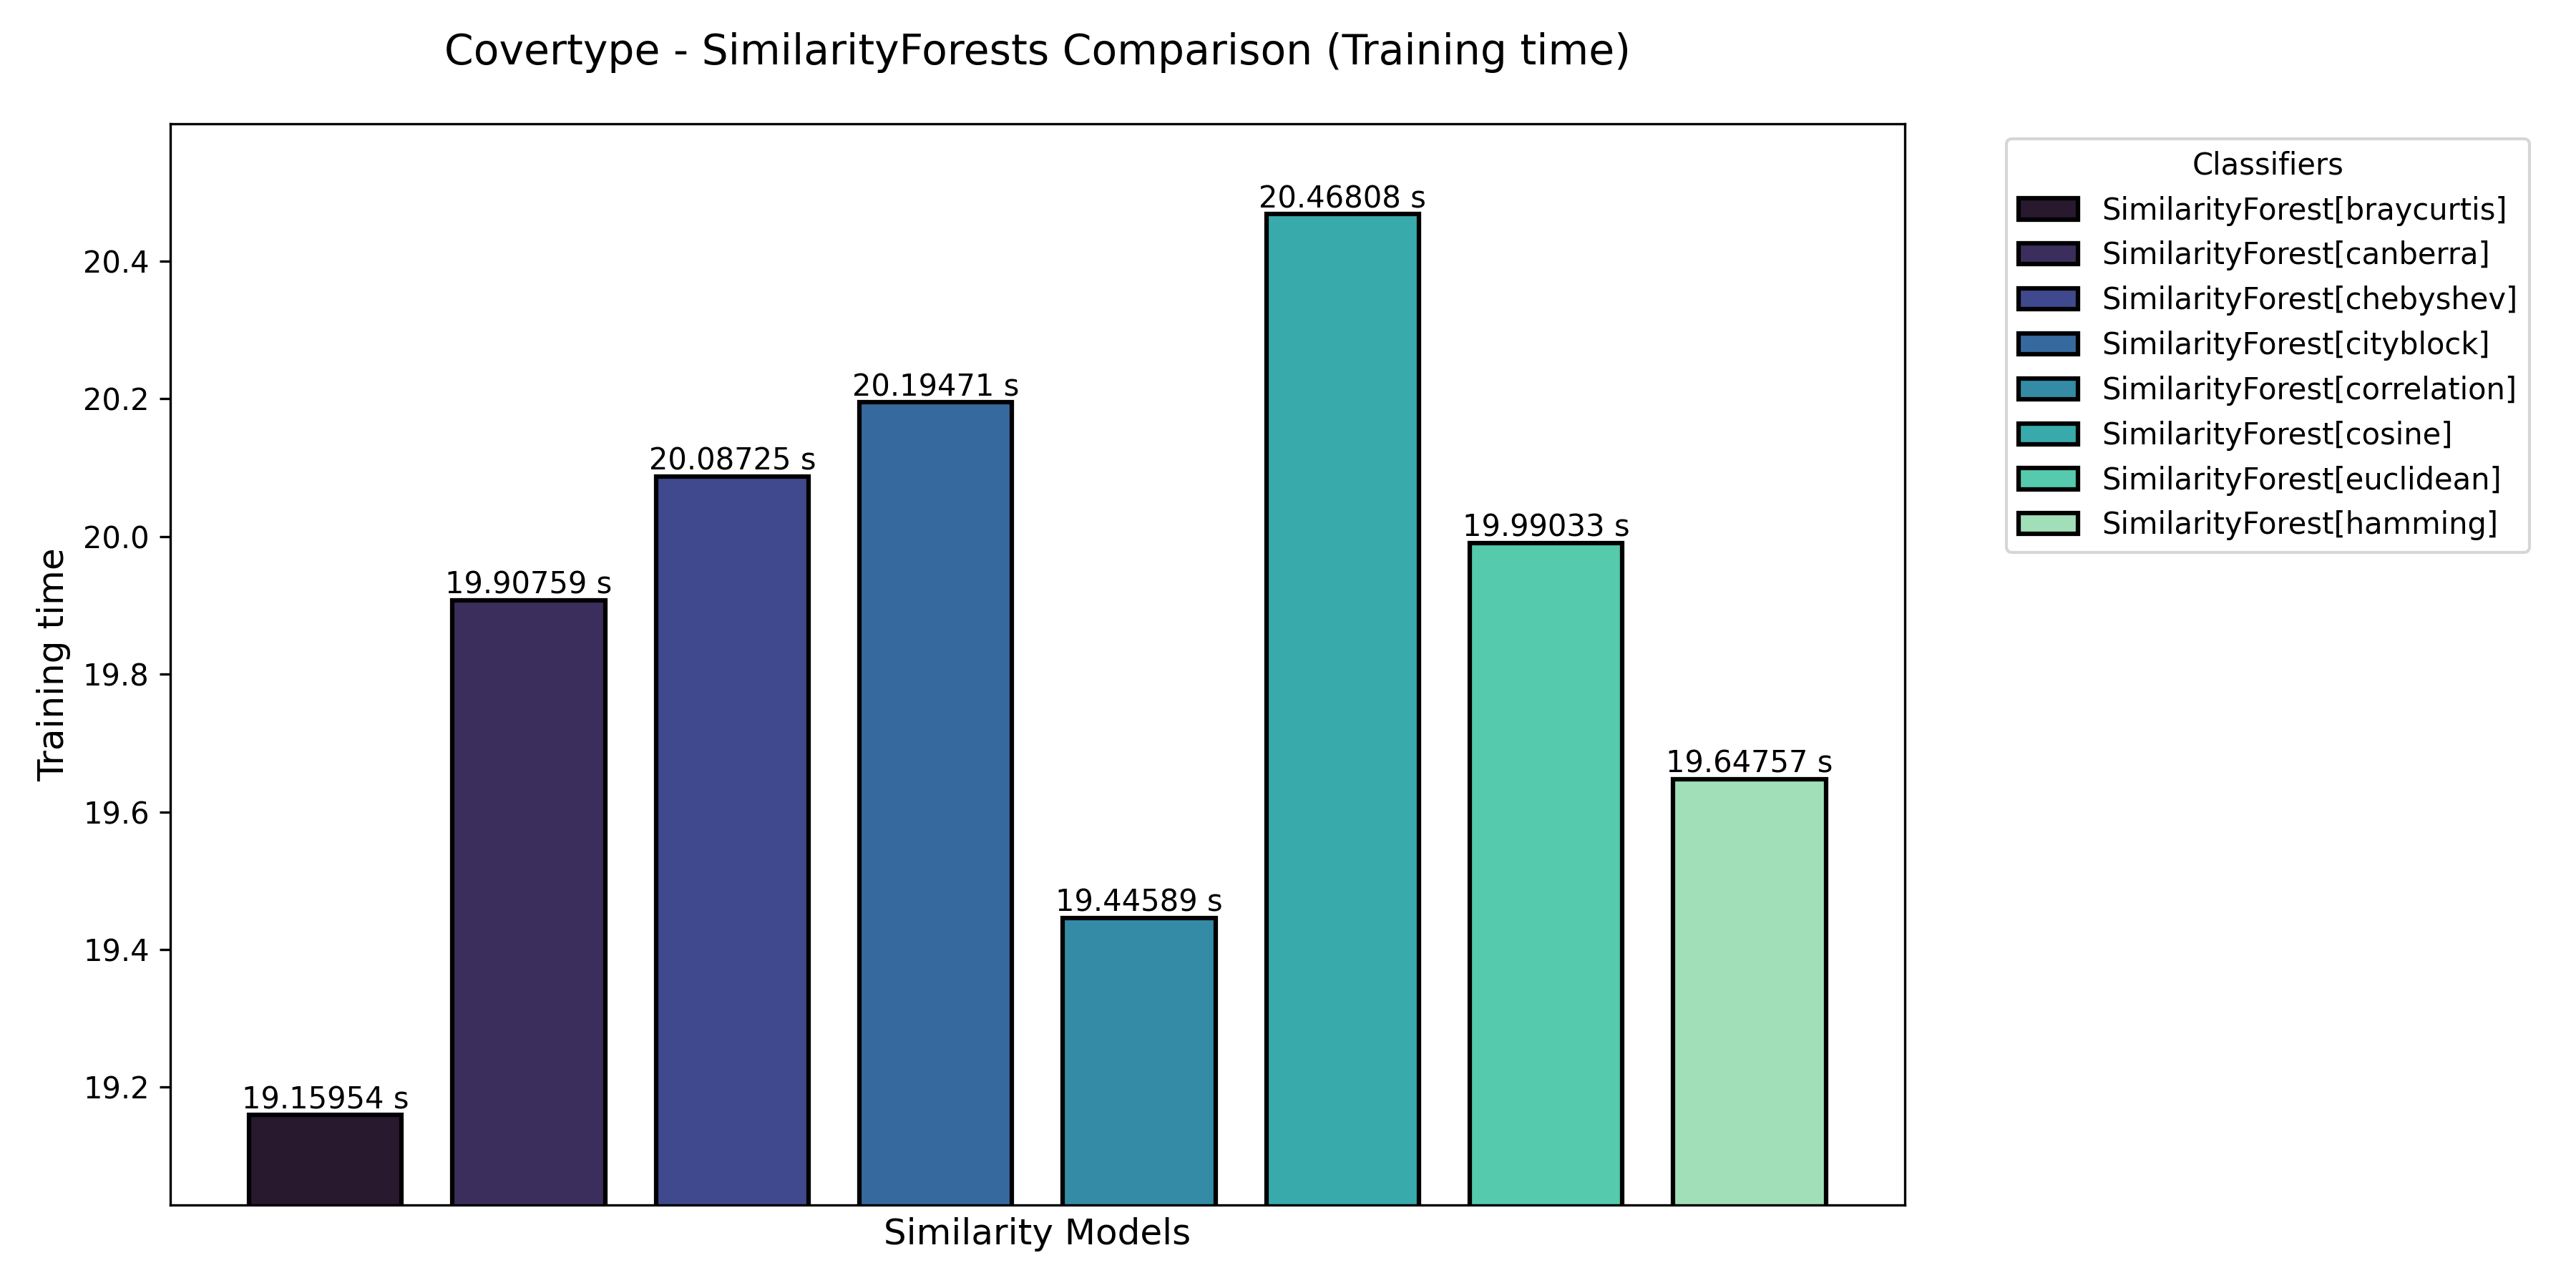 Covertype - SimilarityForests Comparison (Training time)
Training time
20.4
20.2
20.0
19.8
19.6
19.4
19.2
19.15954 s
19.90759 s
20.08725 s
20.19471 s
19.44589 s
20.46808 s
19.99033 s
19.64757 s
Similarity Models
Classifiers
SimilarityForest[braycurtis]
SimilarityForest[canberra]
SimilarityForest[chebyshev]
SimilarityForest[cityblock]
SimilarityForest[correlation]
SimilarityForest[cosine]
SimilarityForest[euclidean]
SimilarityForest[hamming]